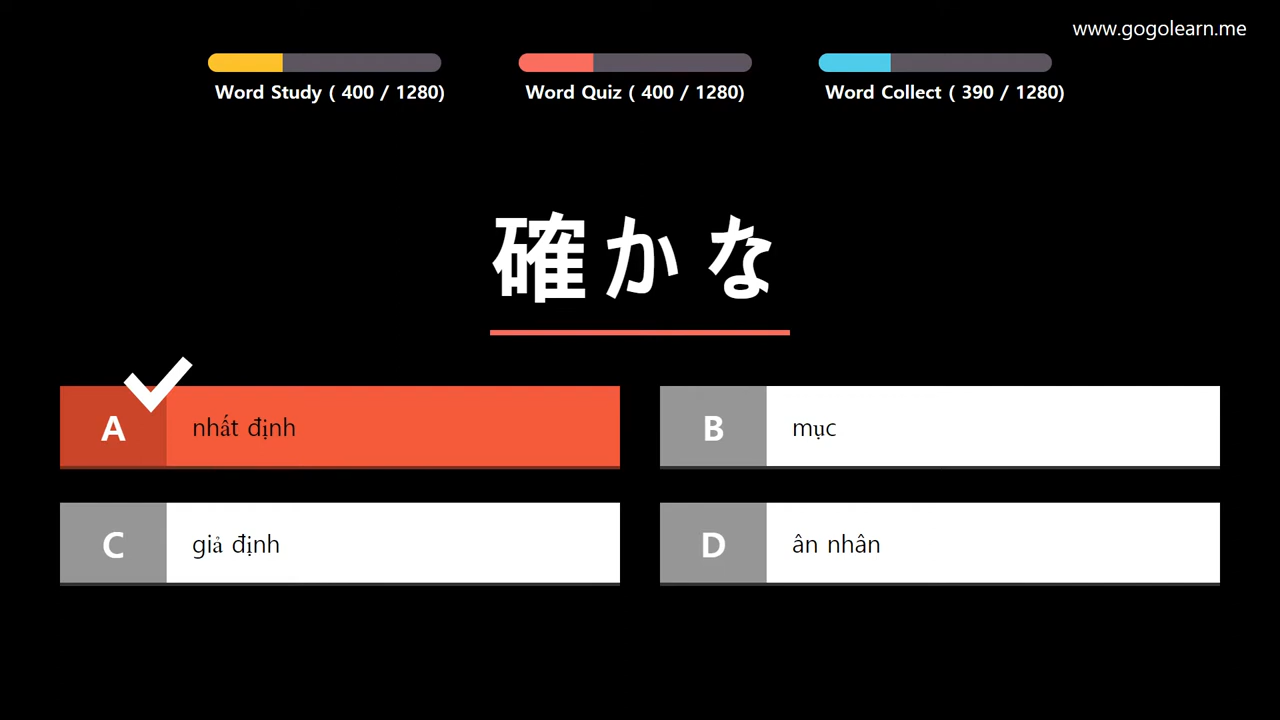 www.gogolearn.me
Word Study ( 400 / 1280)
Word Quiz ( 400 / 1280)
Word Collect ( 390 / 1280)
確かな
A nhất định
B mục
C giả định
D ân nhân